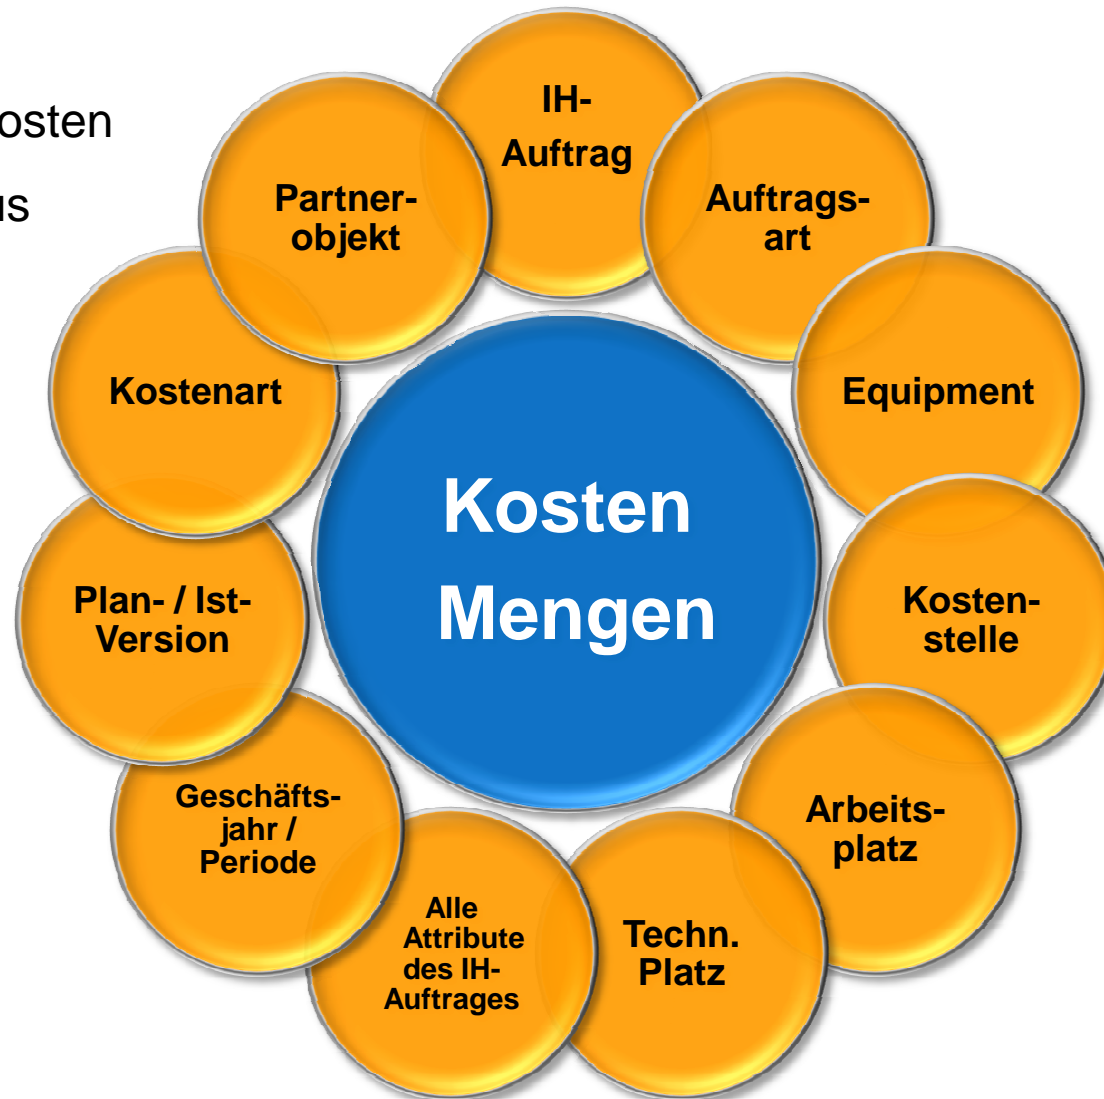 osten
us
IH-
Auftrag
Auftrags-
art
Equipment
Kosten-
stelle
Arbeits-
platz
Techn.
Platz
Alle
Attribute
des IH-
Auftrages
Geschäfts-
jahr /
Periode
Plan- / Ist-
Version
Kostenart
Partner-
objekt
Kosten
Mengen